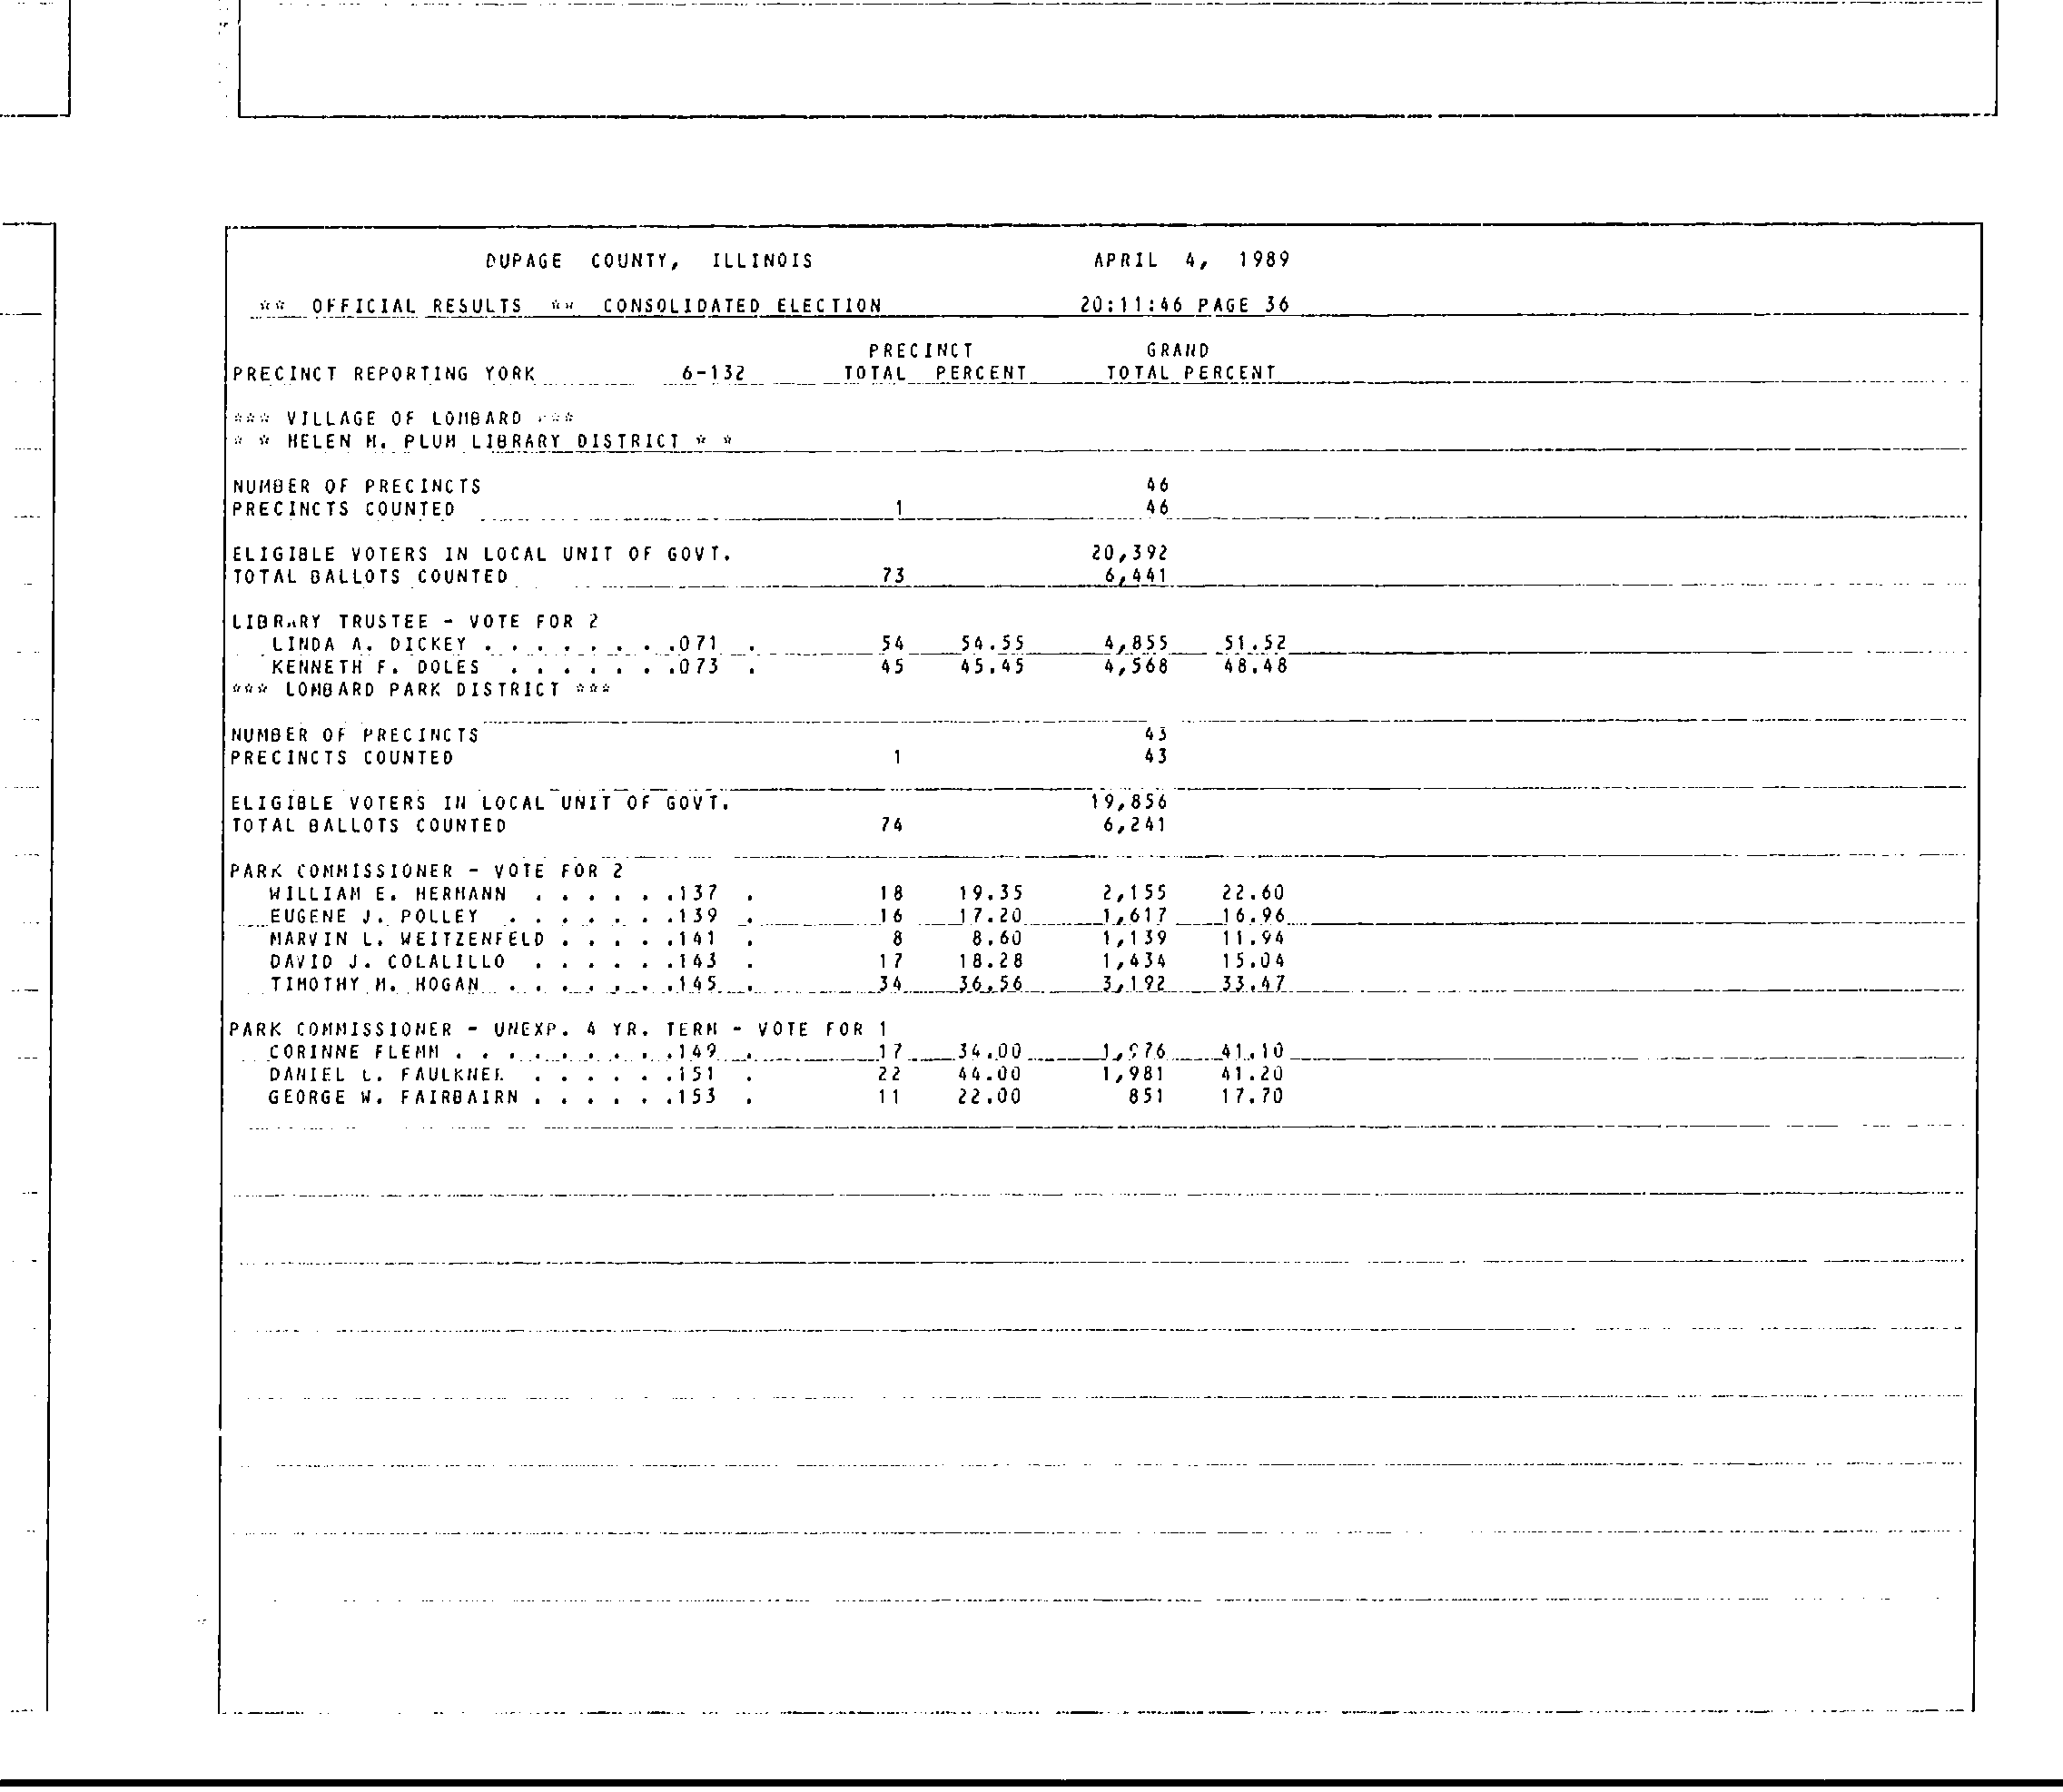 DUPAGE COUNTY, ILLINOIS APRIL 4, 1989
** OFFICIAL RESULTS ** CONSOLIDATED ELECTION 20:11:46 PAGE 36
PRECINCT GRAND
PRECINCT REPORTING YORK 6-132 TOTAL PERCENT TOTAL PERCENT
*** VILLAGE OF LOMBARD ***
* * HELEN M. PLUM LIBRARY DISTRICT * *
NUMBER OF PRECINCTS 46
PRECINCTS COUNTED 1 46
ELIGIBLE VOTERS IN LOCAL UNIT OF GOVT. 20,392
TOTAL BALLOTS COUNTED 73 6,441
LIBRARY TRUSTEE - VOTE FOR 2
LINDA A. DICKEY . . . . . . . .071 . 54 54.55 4,855 51.52
KENNETH F. DOLES . . . . . . .073 . 45 45.45 4,568 48.48
*** LOMBARD PARK DISTRICT ***
NUMBER OF PRECINCTS 43
PRECINCTS COUNTED 1 43
ELIGIBLE VOTERS IN LOCAL UNIT OF GOVT. 19,856
TOTAL BALLOTS COUNTED 74 6,241
PARK COMMISSIONER - VOTE FOR 2
WILLIAM E. HERMANN . . . . . .137 . 18 19.35 2,155 22.60
EUGENE J. POLLEY . . . . . . .139 . 16 17.20 1,617 16.96
MARVIN L. WEITZENFELD . . . . .141 . 8 8.60 1,139 11.94
DAVID J. COLALILLO . . . . . .143 . 17 18.28 1,434 15.04
TIMOTHY M. HOGAN . . . . . . .145 . 34 36.56 3,192 33.47
PARK COMMISSIONER - UNEXP. 4 YR. TERM - VOTE FOR 1
CORINNE FLEMM . . . . . . . . .149 . 17 34.00 1,976 41.10
DANIEL L. FAULKNER . . . . . .151 . 22 44.00 1,981 41.20
GEORGE W. FAIRBAIRN . . . . . .153 . 11 22.00 851 17.70